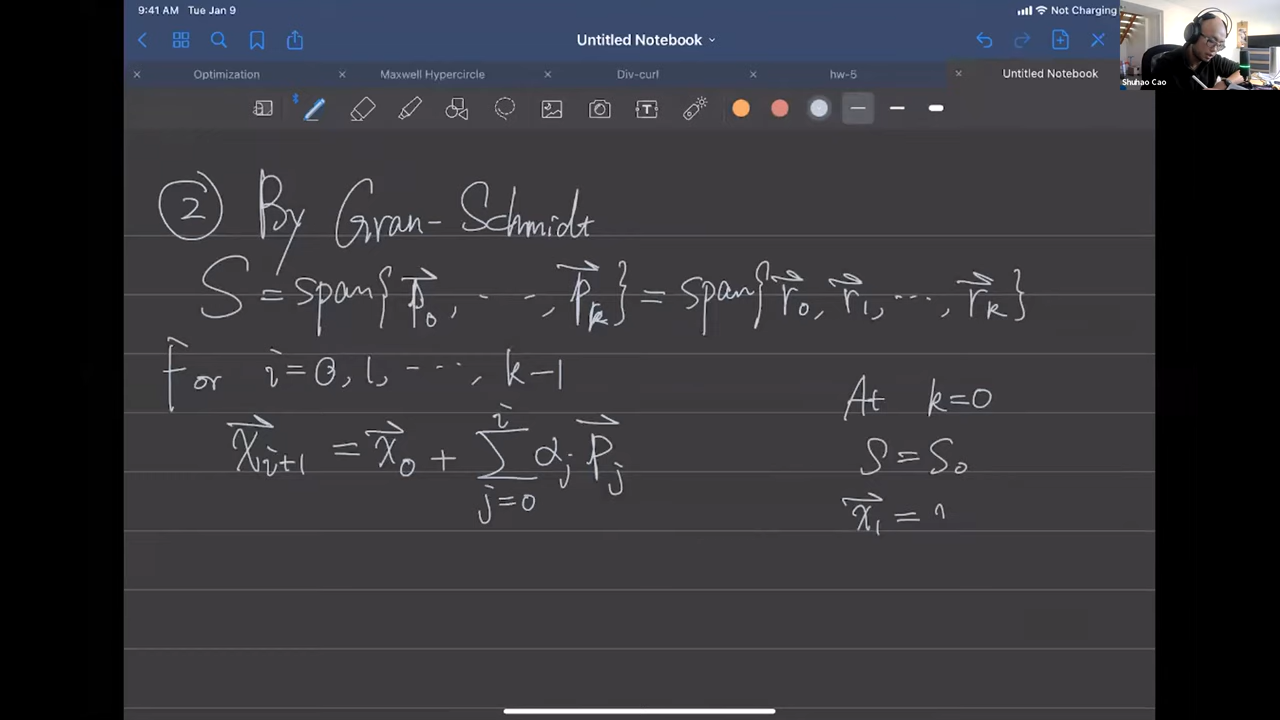 9:41 AM Tue Jan 9
Not Charging
Untitled Notebook
Shuhao Cao
Optimization
Maxwell Hypercircle
Div-curl
hw-5
Untitled Notebook
② By Gran-Schmidt
S = span{p⃗₀, ..., p⃗ₖ} = span{r⃗₀, r⃗₁, ..., r⃗ₖ}
For i = 0, 1, ..., k-1
x⃗ᵢ₊₁ = x⃗₀ + ∑ⱼ₌₀ⁱ αⱼ p⃗ⱼ
At k=0
S = S₀
x⃗₁ =